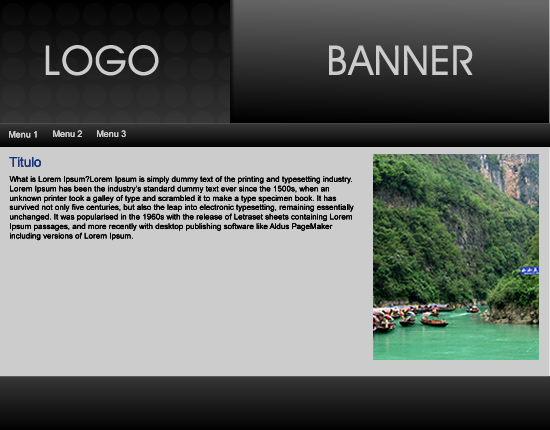 LOGO
BANNER
Menu 1 Menu 2 Menu 3
Titulo
What is Lorem Ipsum?Lorem Ipsum is simply dummy text of the printing and typesetting industry.
Lorem Ipsum has been the industry's standard dummy text ever since the 1500s, when an
unknown printer took a galley of type and scrambled it to make a type specimen book. It has
survived not only five centuries, but also the leap into electronic typesetting, remaining essentially
unchanged. It was popularised in the 1960s with the release of Letraset sheets containing Lorem
Ipsum passages, and more recently with desktop publishing software like Aldus PageMaker
including versions of Lorem Ipsum.